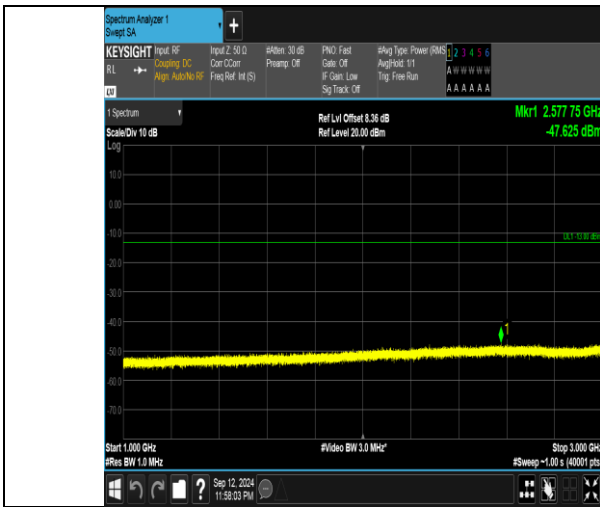 Spectrum Analyzer 1
Swept SA
+
KEYSIGHT Input: RF Input Z: 50 Ω #Atten: 30 dB PNO: Fast #Avg Type: Power (RMS 1 2 3 4 5 6
RL Coupling: DC Corr CCorr Preamp: Off Gate: Off Avg|Hold: 1/1 A W W W W W
Align: Auto/No RF Freq Ref: Int (S) IF Gain: Low Trig: Free Run
LXI Sig Track: Off A A A A A A
1 Spectrum Ref Lvl Offset 8.36 dB Mkr1 2.577 75 GHz
Scale/Div 10 dB Ref Level 20.00 dBm -47.625 dBm
Log
10.0
0.00
-10.0
DL1 -13.00 dBm
-20.0
-30.0
-40.0
1
-50.0
-60.0
-70.0
Start 1.000 GHz #Video BW 3.0 MHz* Stop 3.000 GHz
#Res BW 1.0 MHz #Sweep ~1.00 s (40001 pts
? Sep 12, 2024
11:58:03 PM